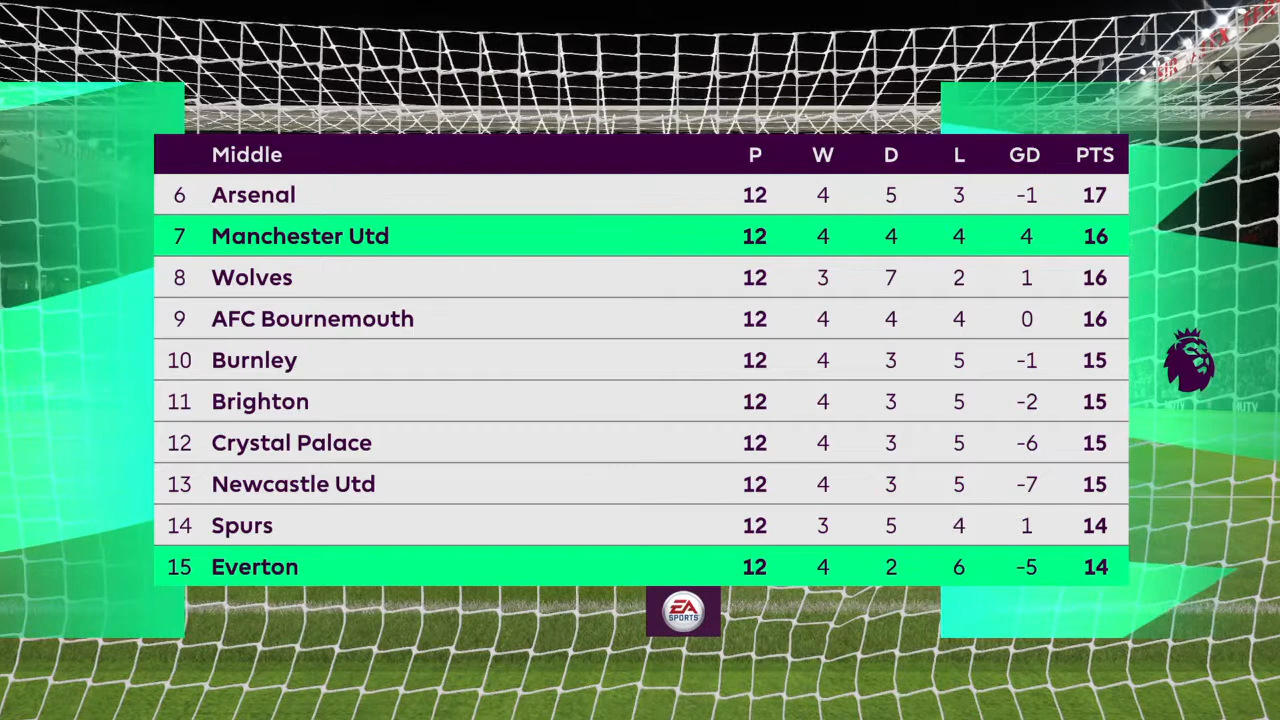 Middle P W D L GD PTS
6 Arsenal 12 4 5 3 -1 17
7 Manchester Utd 12 4 4 4 4 16
8 Wolves 12 3 7 2 1 16
9 AFC Bournemouth 12 4 4 4 0 16
10 Burnley 12 4 3 5 -1 15
11 Brighton 12 4 3 5 -2 15
12 Crystal Palace 12 4 3 5 -6 15
13 Newcastle Utd 12 4 3 5 -7 15
14 Spurs 12 3 5 4 1 14
15 Everton 12 4 2 6 -5 14
EA
SPORTS
MUTV